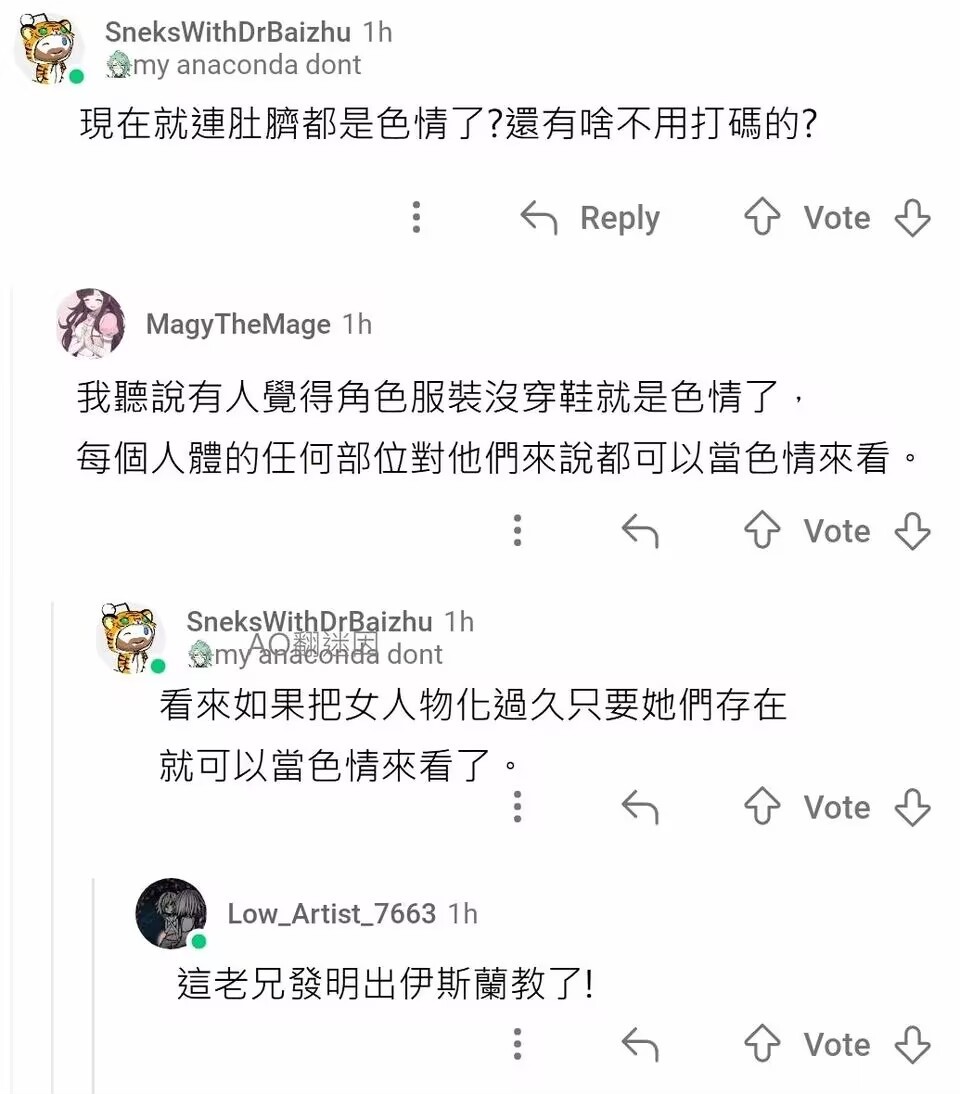 SneksWithDrBaizhu 1h
my anaconda dont
現在就連肚臍都是色情了?還有啥不用打碼的?
Reply Vote
MagyTheMage 1h
我聽說有人覺得角色服裝沒穿鞋就是色情了，
每個人體的任何部位對他們來說都可以當色情來看。
Vote
SneksWithDrBaizhu 1h
AO翻迷因
my anaconda dont
看來如果把女人物化過久只要她們存在
就可以當色情來看了。
Vote
Low_Artist_7663 1h
這老兄發明出伊斯蘭教了!
Vote